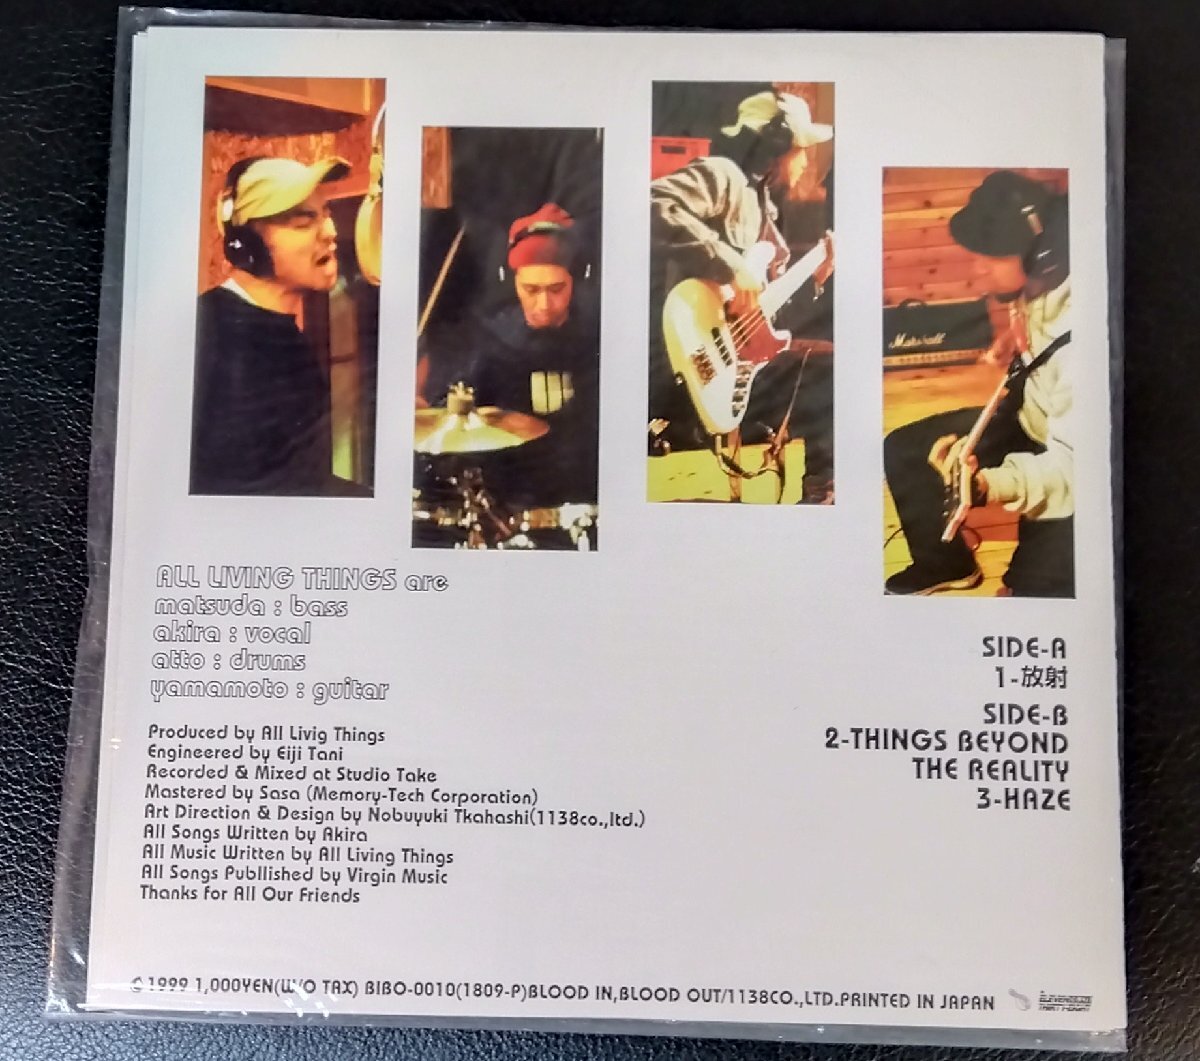 Marshall
ALL LIVING THINGS are
matsuda : bass
akira : vocal
atto : drums
yamamoto : guitar
Produced by All Livig Things
Engineered by Eiji Tani
Recorded & Mixed at Studio Take
Mastered by Sasa (Memory-Tech Corporation)
Art Direction & Design by Nobuyuki Tkahashi(1138co.,ltd.)
All Songs Written by Akira
All Music Written by All Living Things
All Songs Publlished by Virgin Music
Thanks for All Our Friends
SIDE-A
1-放射
SIDE-B
2-THINGS BEYOND
THE REALITY
3-HAZE
© 1999 1,000YEN(W/O TAX) BIBO-0010(1809-P)BLOOD IN,BLOOD OUT/1138CO.,LTD.PRINTED IN JAPAN